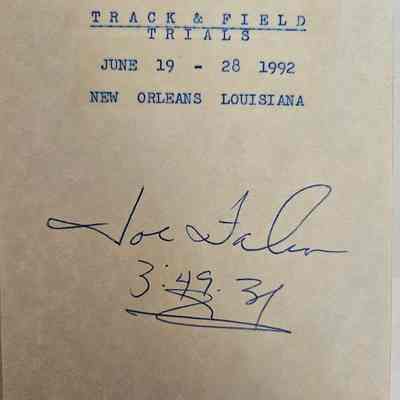 TRACK & FIELD
TRIALS
JUNE 19 - 28 1992
NEW ORLEANS LOUISIANA
Joe Falcon
3:49.31